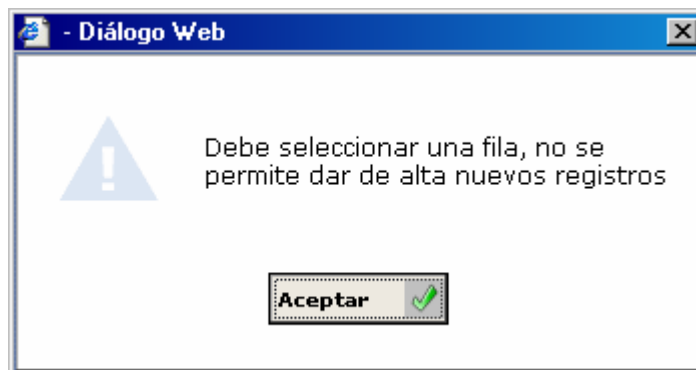 - Diálogo Web
Debe seleccionar una fila, no se
permite dar de alta nuevos registros
Aceptar